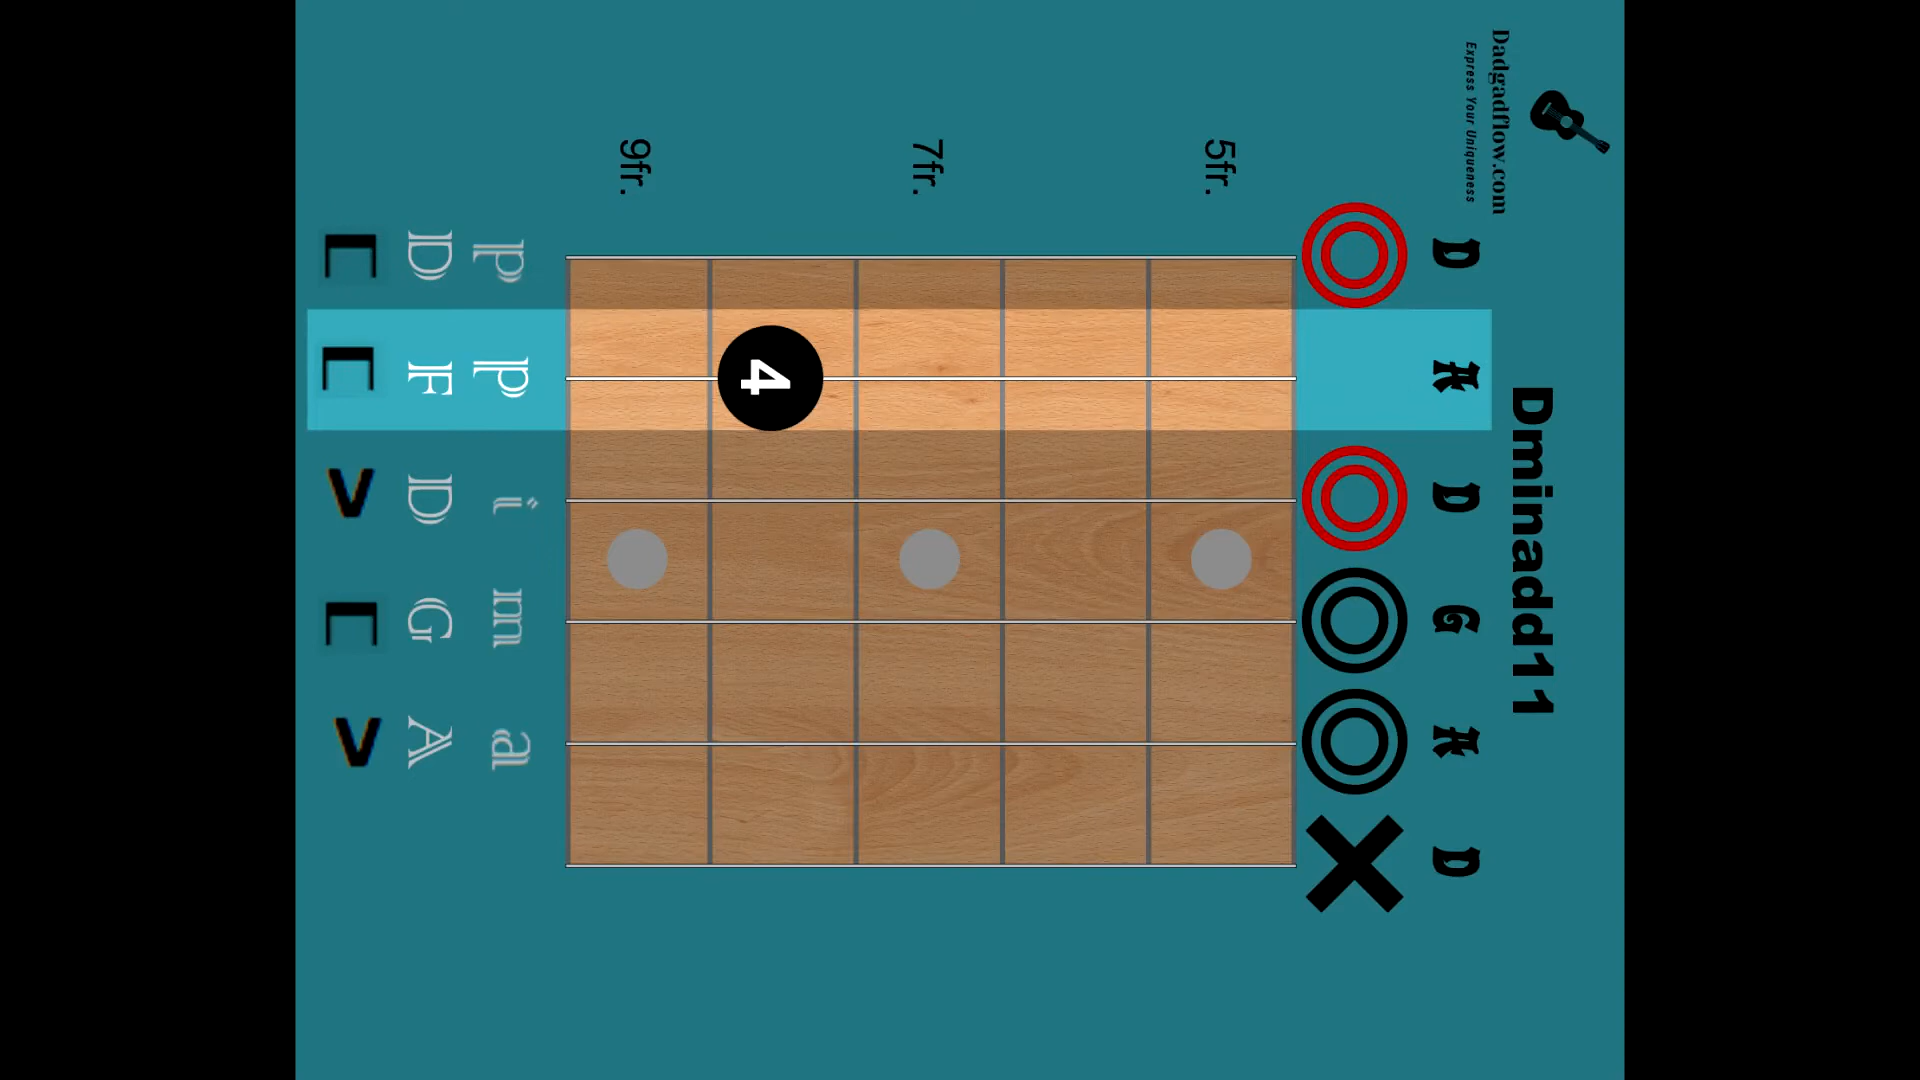 Dadgadflow.com
Express Your Uniqueness
Dminadd11
D A D G A D
5fr.
7fr.
9fr.
4
p p i m a
D F D G A